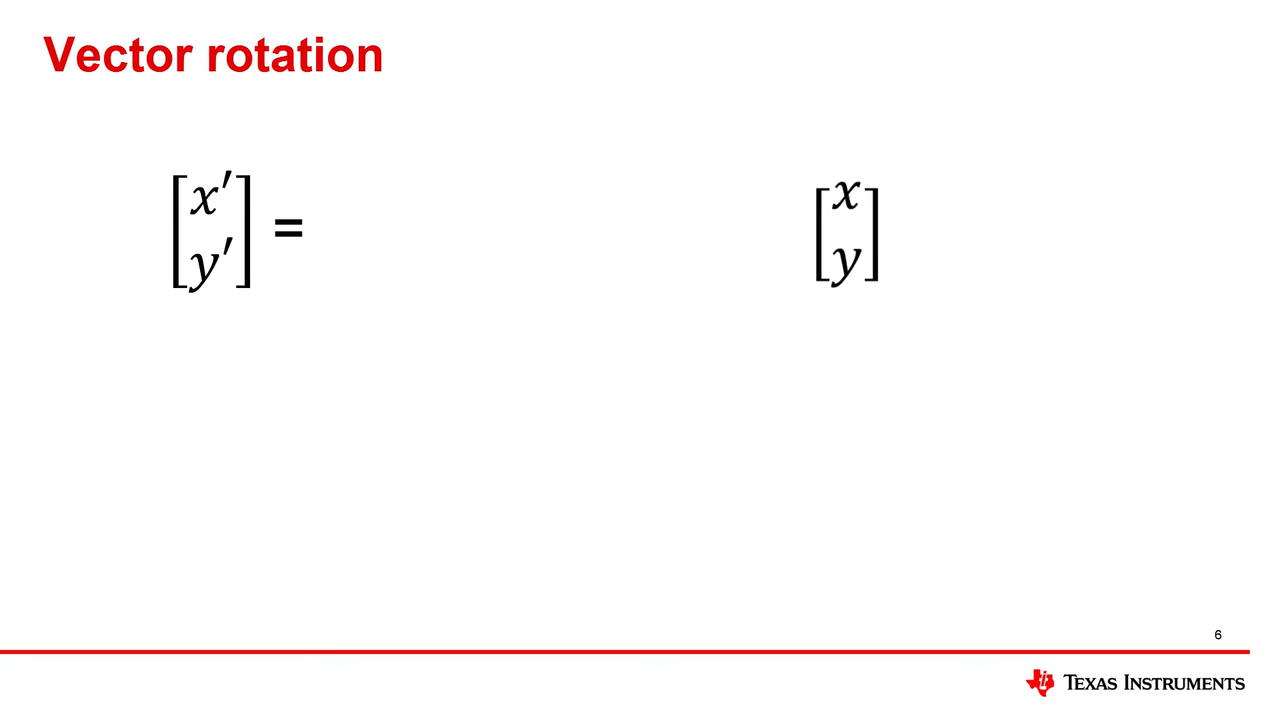 Vector rotation
[x′ y′] = [x y]
6
TEXAS INSTRUMENTS